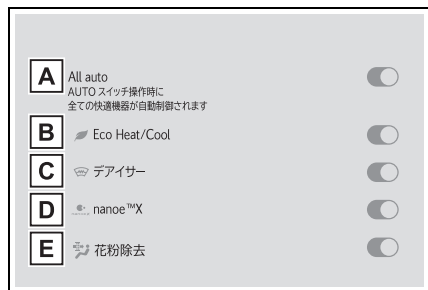 A All auto
AUTO スイッチ操作時に
全ての快適機器が自動制御されます
B Eco Heat/Cool
C デアイサー
D nanoe™X
E 花粉除去